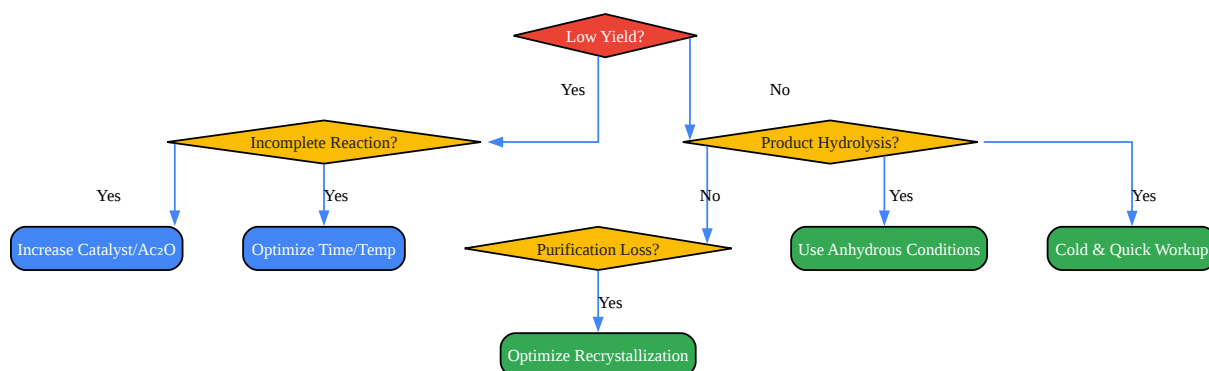 Low Yield?
Yes
No
Incomplete Reaction?
Product Hydrolysis?
Yes
Yes
No
Yes
Yes
Increase Catalyst/Ac₂O
Optimize Time/Temp
Purification Loss?
Use Anhydrous Conditions
Cold & Quick Workup
Yes
Optimize Recrystallization